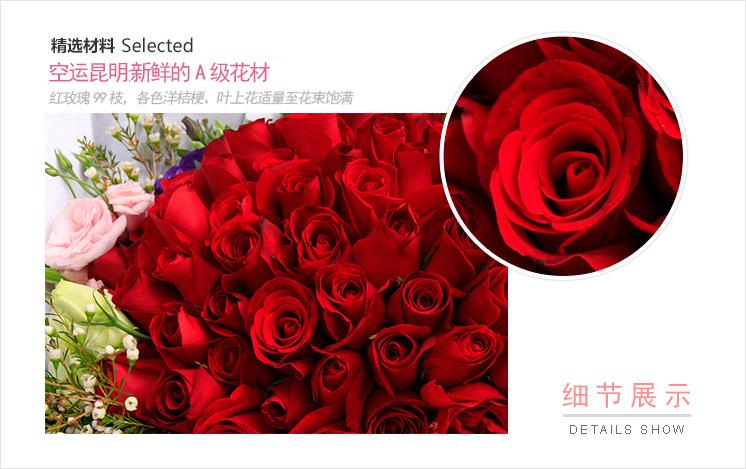 精选材料 Selected
空运昆明新鲜的 A 级花材
红玫瑰 99 枝，各色洋桔梗、叶上花适量至花束饱满
细节展示
DETAILS SHOW